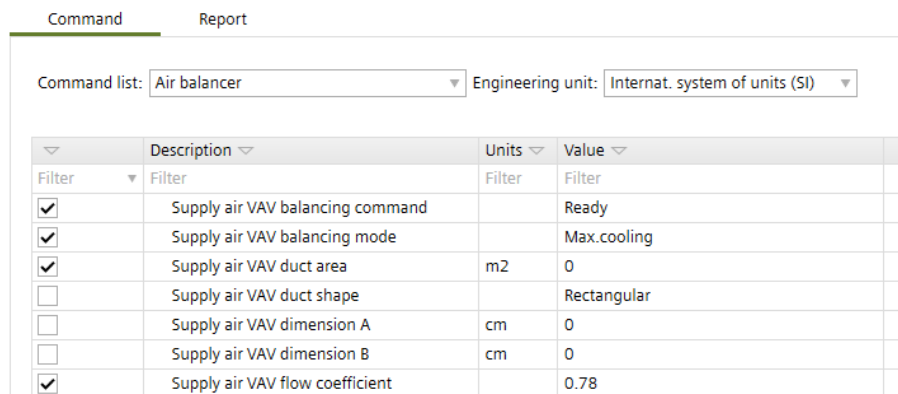 Command Report
Command list: Air balancer Engineering unit: Internat. system of units (SI)
Description Units Value
Filter Filter Filter Filter
Supply air VAV balancing command Ready
Supply air VAV balancing mode Max.cooling
Supply air VAV duct area m2 0
Supply air VAV duct shape Rectangular
Supply air VAV dimension A cm 0
Supply air VAV dimension B cm 0
Supply air VAV flow coefficient 0.78